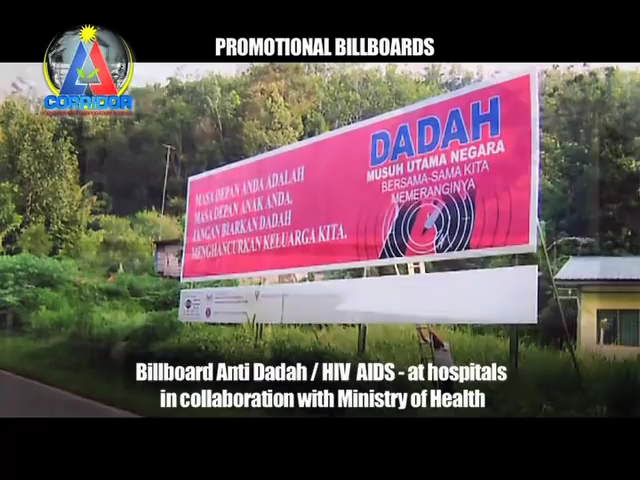 PROMOTIONAL BILLBOARDS
CORRIDOR
DADAH
MUSUH UTAMA NEGARA
BERSAMA-SAMA KITA
MEMERANGINYA
MASA DEPAN ANDA ADALAH
MASA DEPAN ANAK ANDA.
JANGAN BIARKAN DADAH
MENGHANCURKAN KELUARGA KITA.
Billboard Anti Dadah / HIV AIDS - at hospitals
in collaboration with Ministry of Health